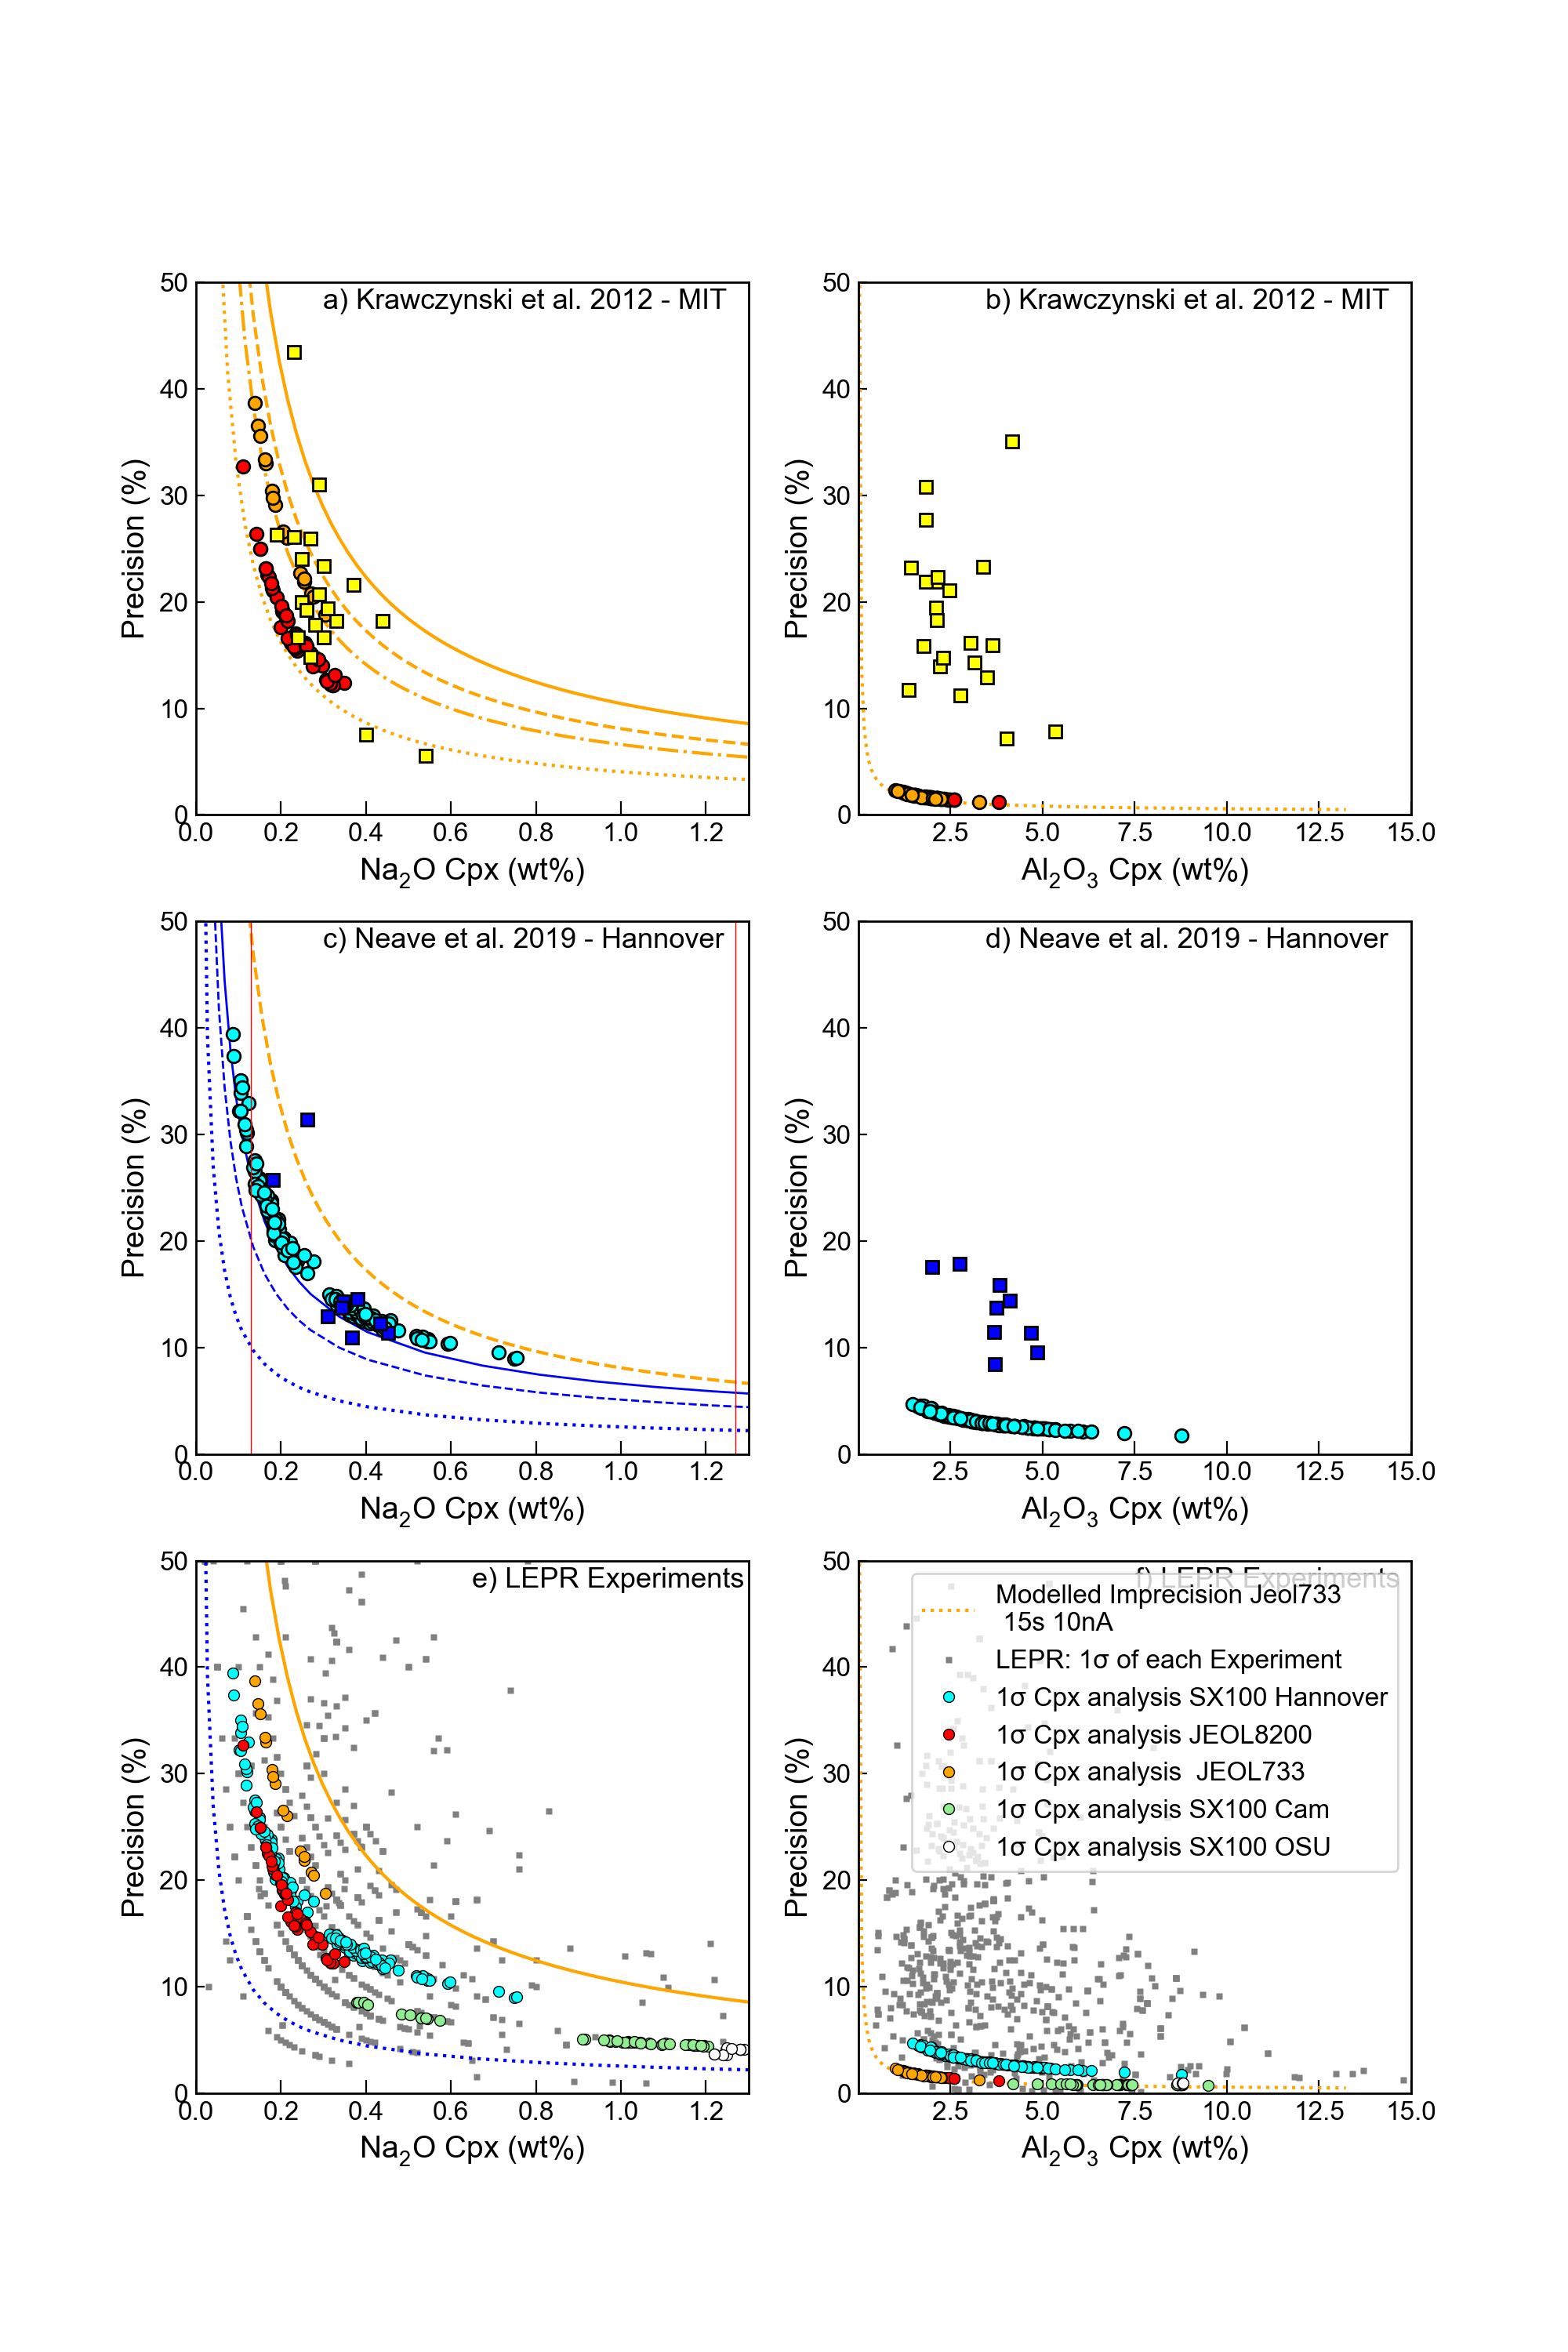 a) Krawczynski et al. 2012 - MIT
Precision (%)
50
40
30
20
10
0
0.0 0.2 0.4 0.6 0.8 1.0 1.2
Na₂O Cpx (wt%)
b) Krawczynski et al. 2012 - MIT
Precision (%)
50
40
30
20
10
0
2.5 5.0 7.5 10.0 12.5 15.0
Al₂O₃ Cpx (wt%)
c) Neave et al. 2019 - Hannover
Precision (%)
50
40
30
20
10
0
0.0 0.2 0.4 0.6 0.8 1.0 1.2
Na₂O Cpx (wt%)
d) Neave et al. 2019 - Hannover
Precision (%)
50
40
30
20
10
0
2.5 5.0 7.5 10.0 12.5 15.0
Al₂O₃ Cpx (wt%)
e) LEPR Experiments
Precision (%)
50
40
30
20
10
0
0.0 0.2 0.4 0.6 0.8 1.0 1.2
Na₂O Cpx (wt%)
f) LEPR Experiments
Modelled Imprecision Jeol733
15s 10nA
LEPR: 1σ of each Experiment
1σ Cpx analysis SX100 Hannover
1σ Cpx analysis JEOL8200
1σ Cpx analysis  JEOL733
1σ Cpx analysis SX100 Cam
1σ Cpx analysis SX100 OSU
Precision (%)
50
40
30
20
10
0
2.5 5.0 7.5 10.0 12.5 15.0
Al₂O₃ Cpx (wt%)